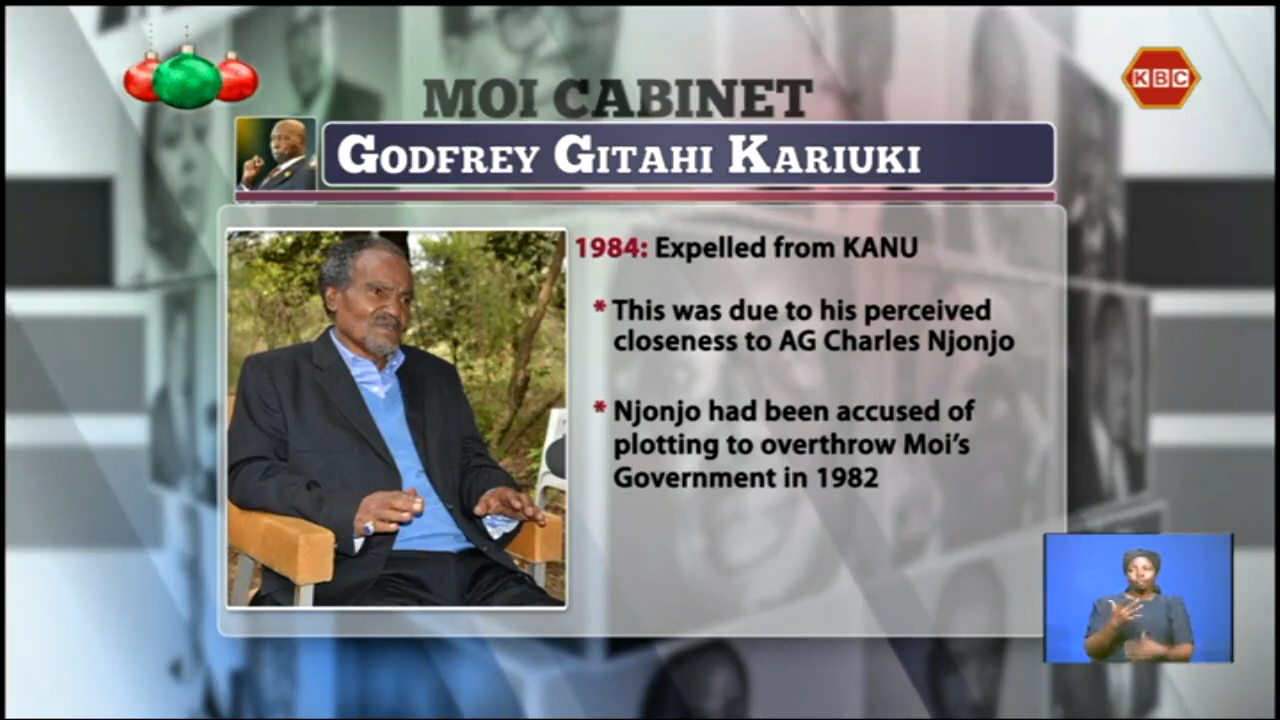 MOI CABINET
KBC
GODFREY GITAHI KARIUKI
1984: Expelled from KANU
* This was due to his perceived
closeness to AG Charles Njonjo
* Njonjo had been accused of
plotting to overthrow Moi's
Government in 1982